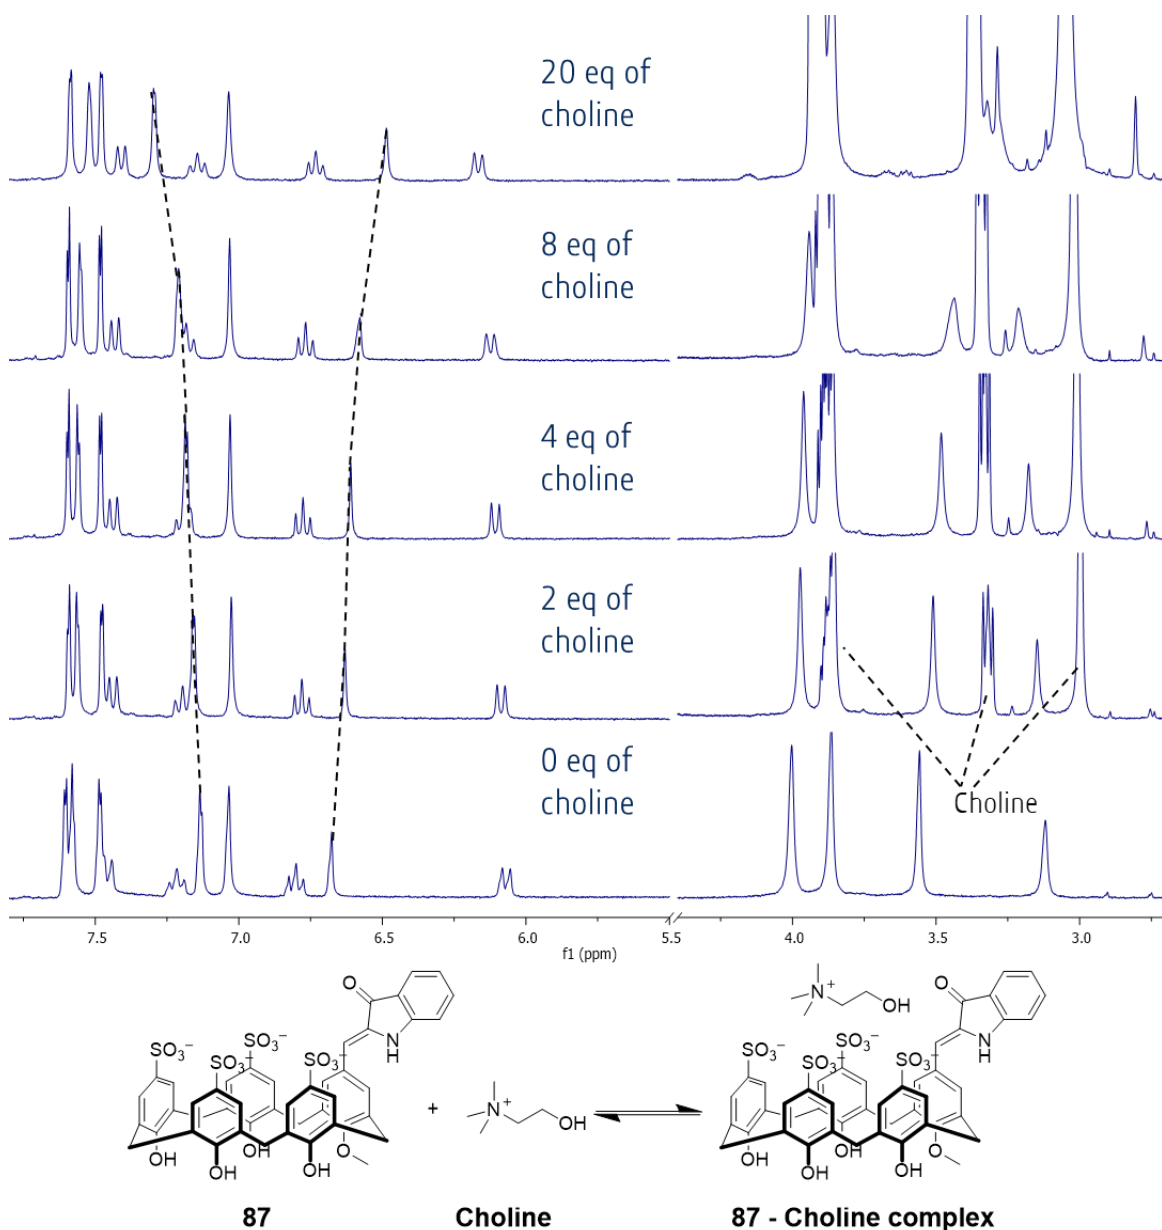 20 eq of
choline
8 eq of
choline
4 eq of
choline
2 eq of
choline
0 eq of
choline
Choline
7.5 7.0 6.5 6.0 5.5 4.0 3.5 3.0
f1 (ppm)
O
N
H
SO3− SO3− SO3− SO3−
OH OH OH OH O
+
N+ OH
N+ OH
O
N
H
SO3− SO3− SO3− SO3−
OH OH OH OH O
87 Choline 87 - Choline complex